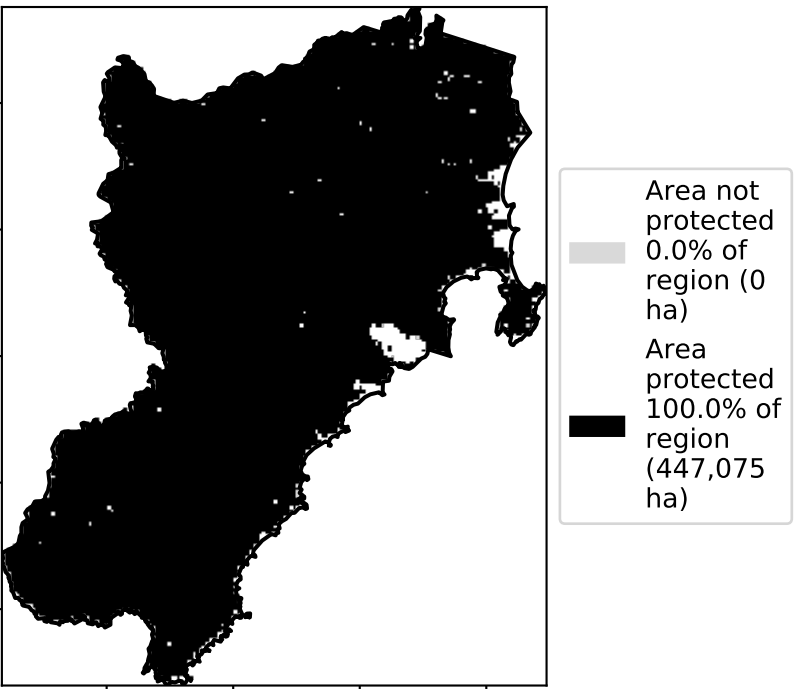 Area not
protected
0.0% of
region (0
ha)
Area
protected
100.0% of
region
(447,075
ha)